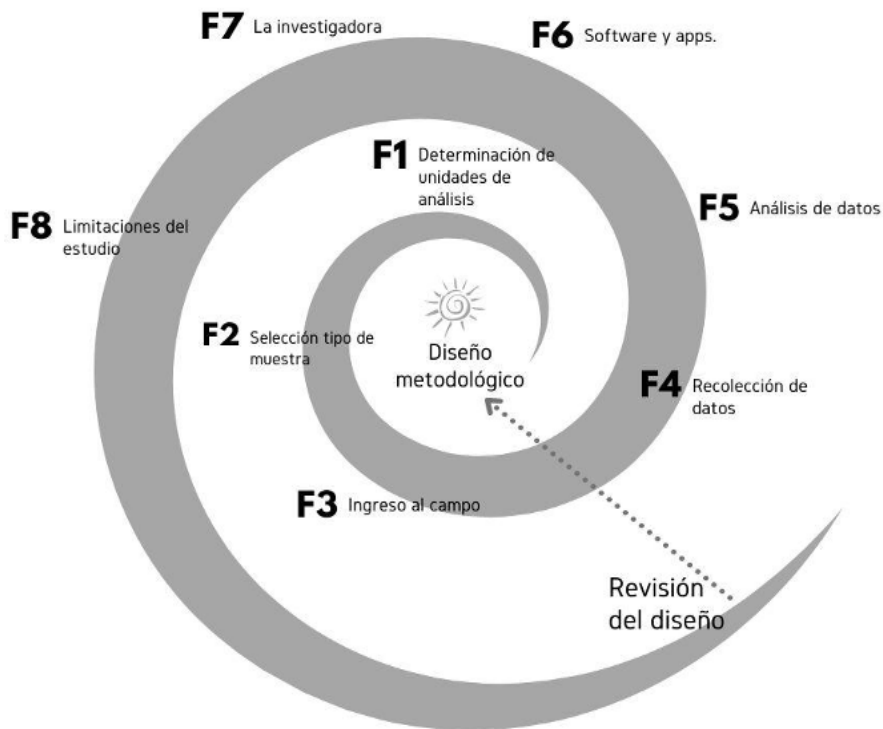 F7 La investigadora
F6 Software y apps.
F1 Determinación de
unidades de
análisis
F5 Análisis de datos
F8 Limitaciones del
estudio
F2 Selección tipo de
muestra
Diseño
metodológico
F4 Recolección de
datos
F3 Ingreso al campo
Revisión
del diseño